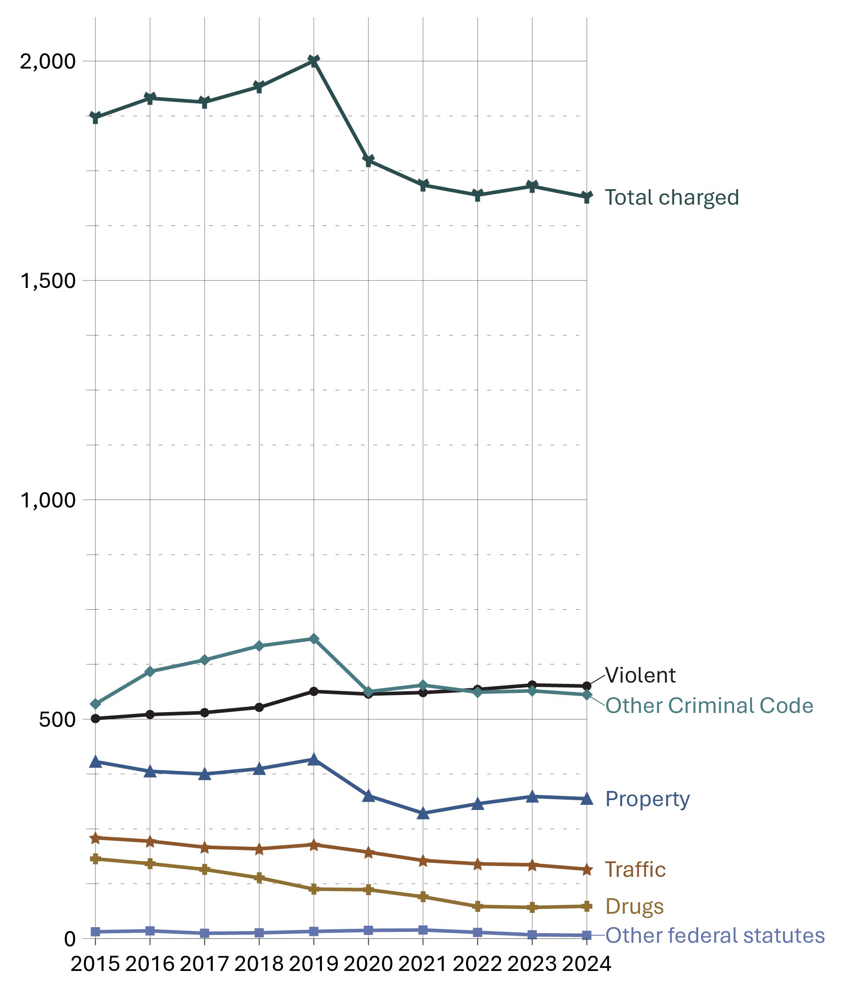 2,000
1,500
1,000
500
0
Total charged
Violent
Other Criminal Code
Property
Traffic
Drugs
Other federal statutes
2015 2016 2017 2018 2019 2020 2021 2022 2023 2024